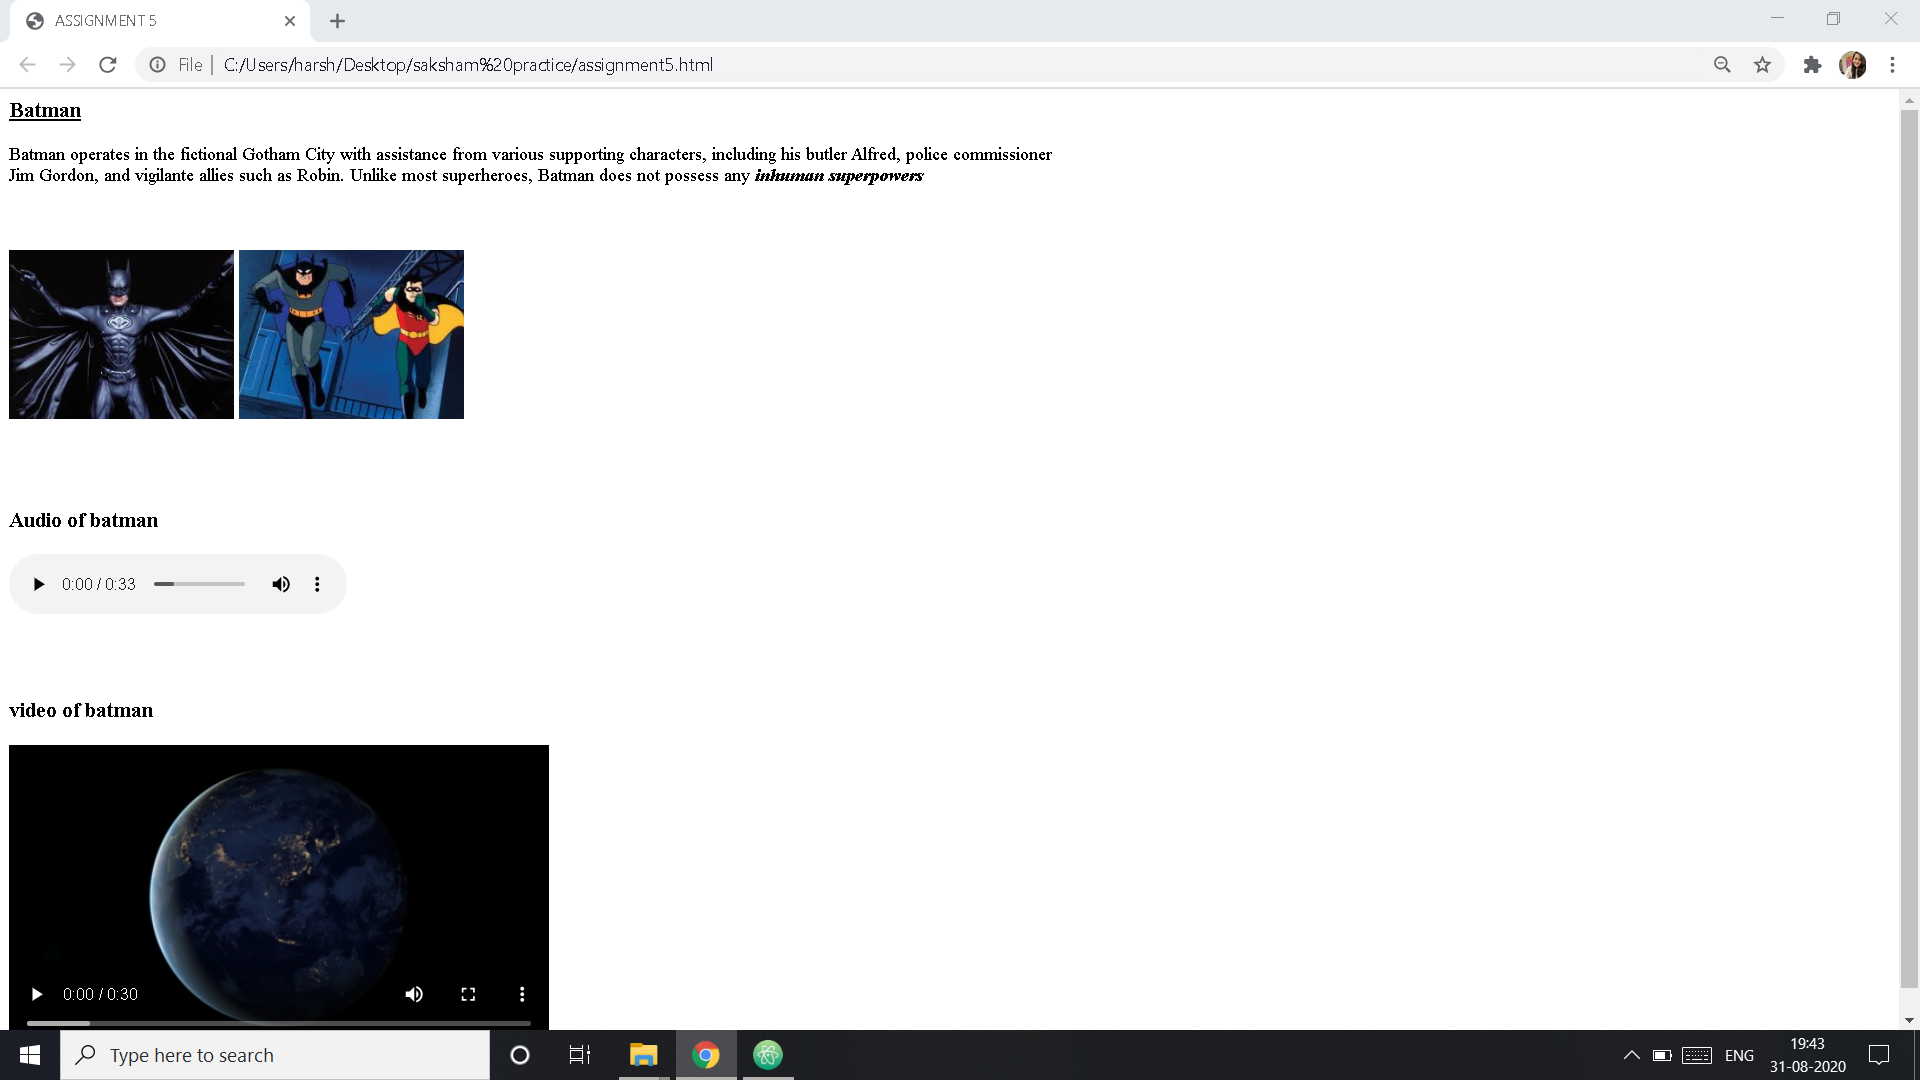 ASSIGNMENT 5
File | C:/Users/harsh/Desktop/saksham%20practice/assignment5.html
Batman
Batman operates in the fictional Gotham City with assistance from various supporting characters, including his butler Alfred, police commissioner
Jim Gordon, and vigilante allies such as Robin. Unlike most superheroes, Batman does not possess any inhuman superpowers
Audio of batman
0:00 / 0:33
video of batman
0:00 / 0:30
Type here to search
ENG
19:43
31-08-2020